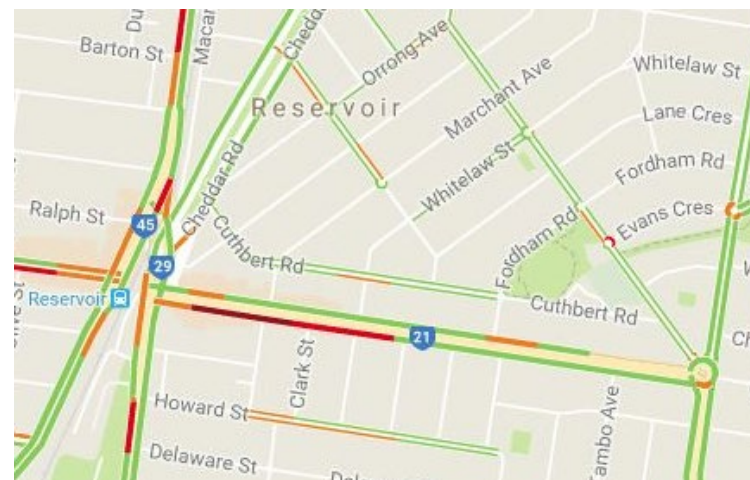 Barton St
Orrong Ave
Whitelaw St
Reservoir
Marchant Ave
Lane Cres
Whitelaw St
Fordham Rd
Cheddar Rd
Ralph St
45
Evans Cres
Cuthbert Rd
Fordham Rd
29
Reservoir
Cuthbert Rd
21
Clark St
Howard St
Delaware St